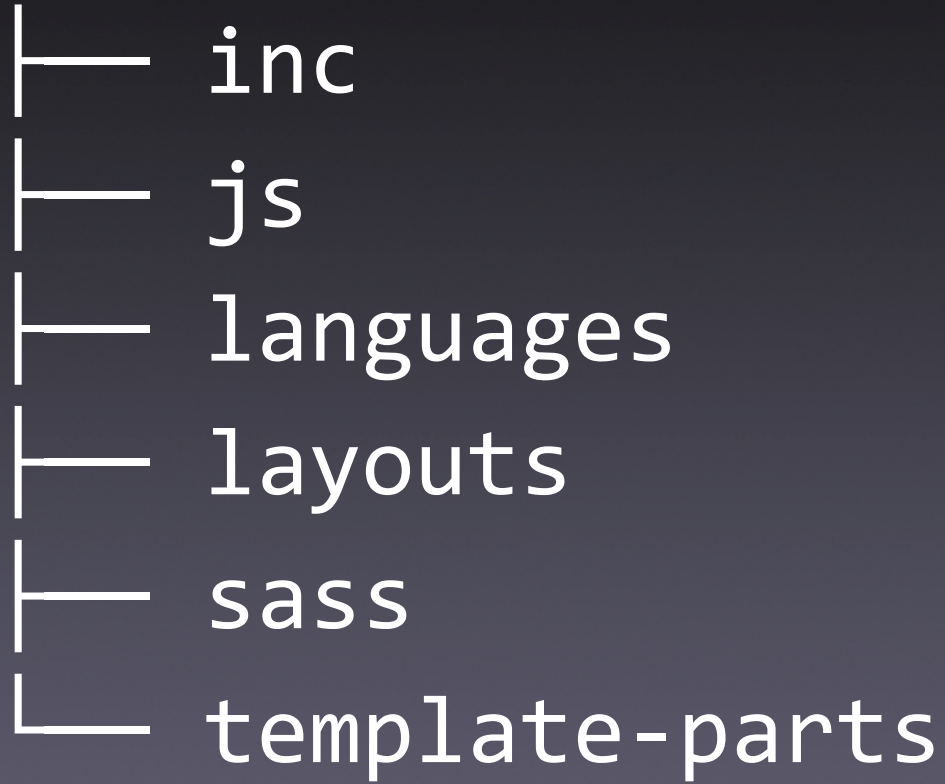 ├── inc
├── js
├── languages
├── layouts
├── sass
└── template-parts